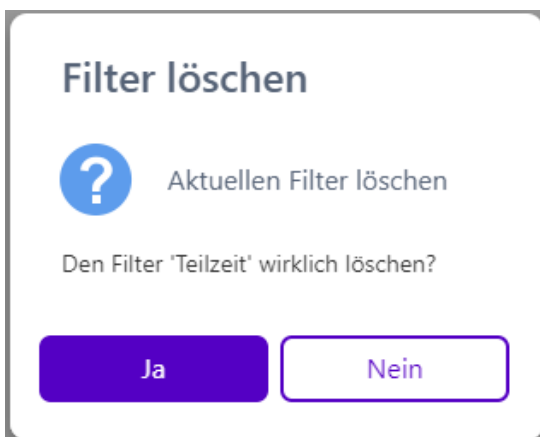 Filter löschen
?
Aktuellen Filter löschen
Den Filter 'Teilzeit' wirklich löschen?
Ja
Nein